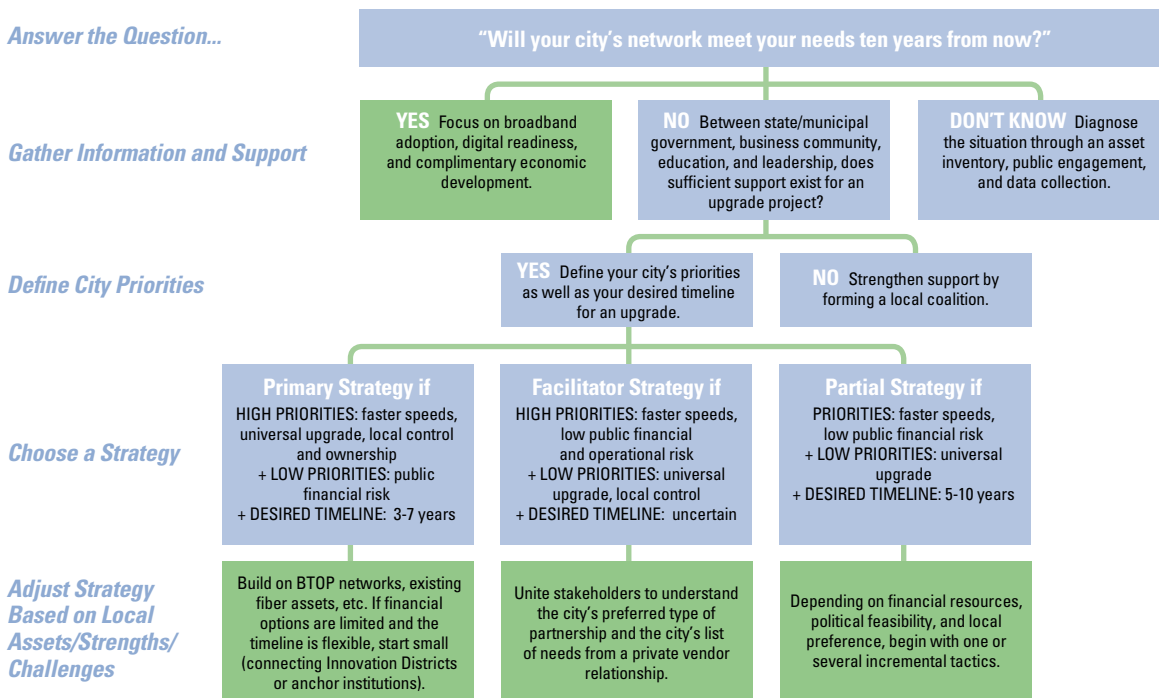 Answer the Question...
“Will your city’s network meet your needs ten years from now?”
Gather Information and Support
YES Focus on broadband
adoption, digital readiness,
and complimentary economic
development.
NO Between state/municipal
government, business community,
education, and leadership, does
sufficient support exist for an
upgrade project?
DON’T KNOW Diagnose
the situation through an asset
inventory, public engagement,
and data collection.
Define City Priorities
YES Define your city’s priorities
as well as your desired timeline
for an upgrade.
NO Strengthen support by
forming a local coalition.
Choose a Strategy
Primary Strategy if
HIGH PRIORITIES: faster speeds,
universal upgrade, local control
and ownership
+ LOW PRIORITIES: public
financial risk
+ DESIRED TIMELINE: 3-7 years
Facilitator Strategy if
HIGH PRIORITIES: faster speeds,
low public financial
and operational risk
+ LOW PRIORITIES: universal
upgrade, local control
+ DESIRED TIMELINE: uncertain
Partial Strategy if
PRIORITIES: faster speeds,
low public financial risk
+ LOW PRIORITIES: universal
upgrade
+ DESIRED TIMELINE: 5-10 years
Adjust Strategy
Based on Local
Assets/Strengths/
Challenges
Build on BTOP networks, existing
fiber assets, etc. If financial
options are limited and the
timeline is flexible, start small
(connecting Innovation Districts
or anchor institutions).
Unite stakeholders to understand
the city’s preferred type of
partnership and the city’s list
of needs from a private vendor
relationship.
Depending on financial resources,
political feasibility, and local
preference, begin with one or
several incremental tactics.